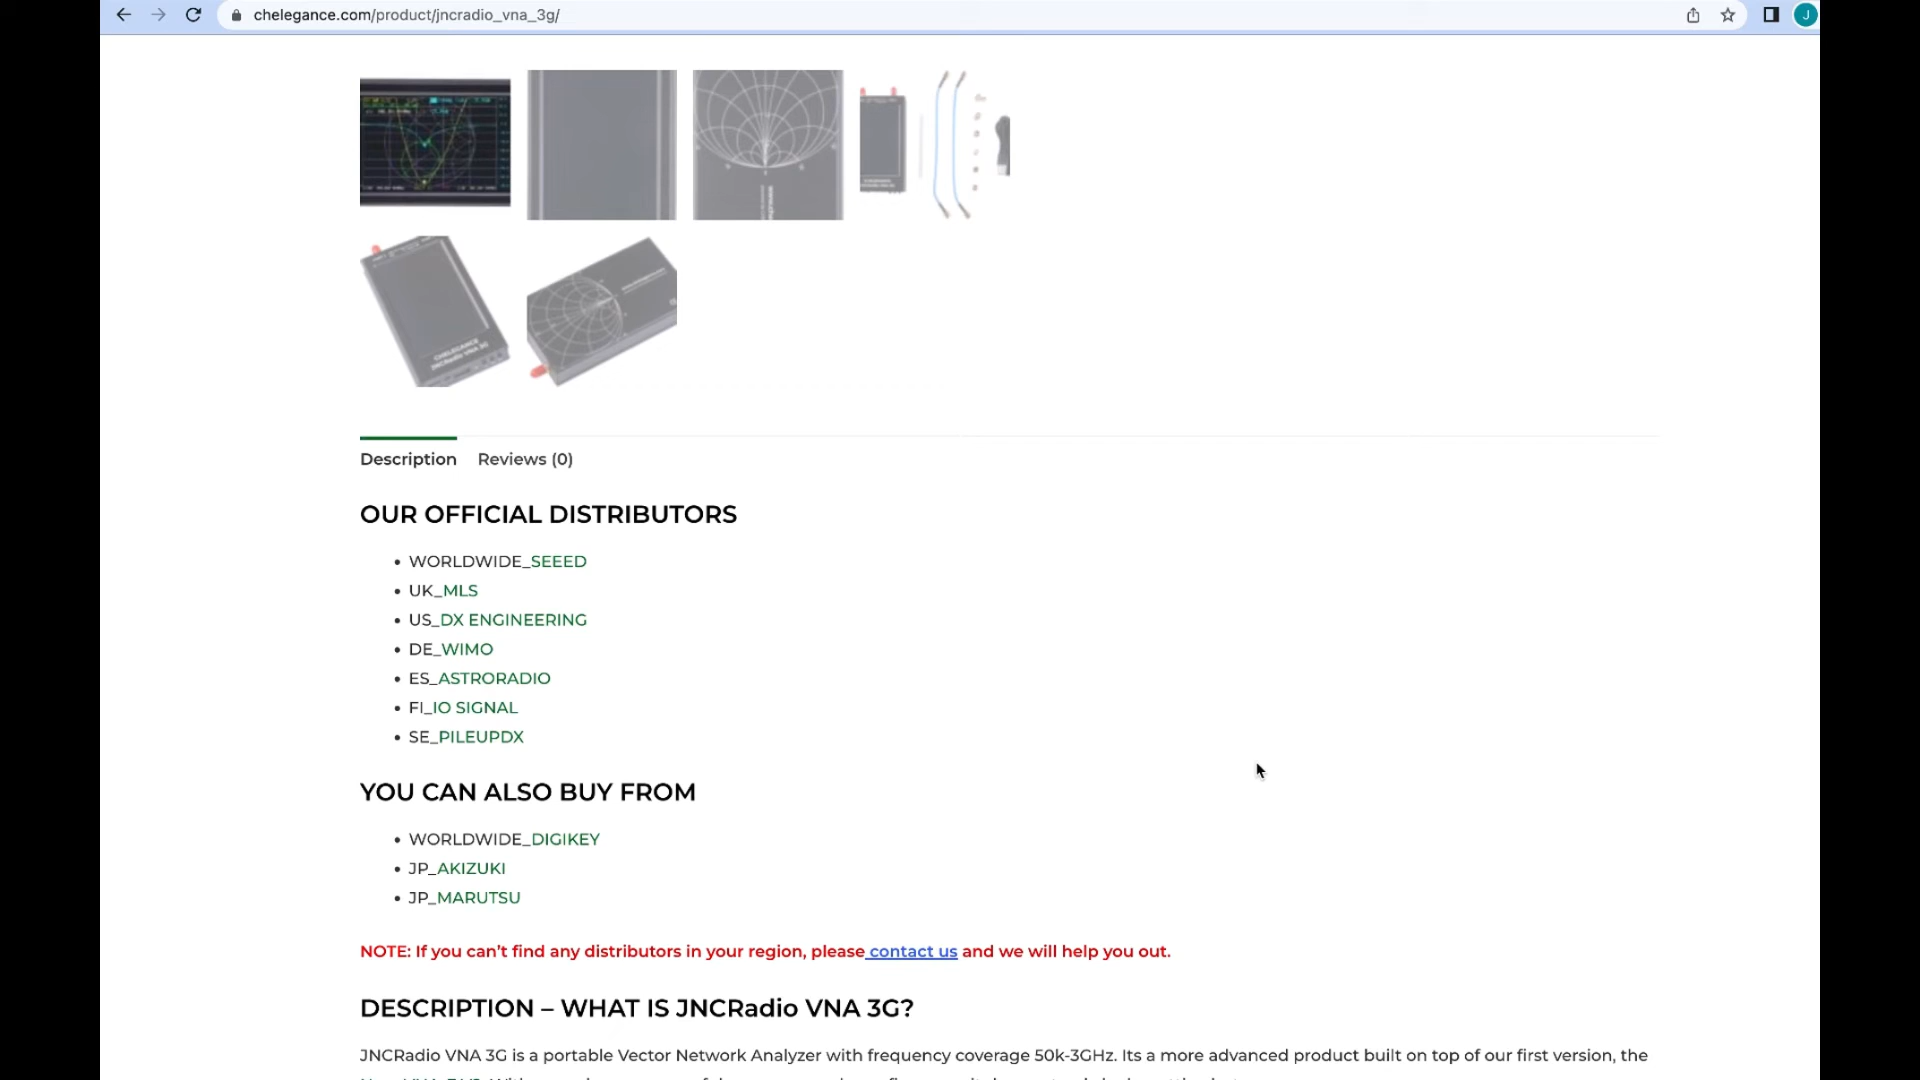 chelegance.com/product/jncradio_vna_3g/
J
CHELEGANCE
JNCRadio VNA 3G
Description Reviews (0)
OUR OFFICIAL DISTRIBUTORS
• WORLDWIDE_SEEED
• UK_MLS
• US_DX ENGINEERING
• DE_WIMO
• ES_ASTRORADIO
• FI_IO SIGNAL
• SE_PILEUPDX
YOU CAN ALSO BUY FROM
• WORLDWIDE_DIGIKEY
• JP_AKIZUKI
• JP_MARUTSU
NOTE: If you can’t find any distributors in your region, please contact us and we will help you out.
DESCRIPTION – WHAT IS JNCRadio VNA 3G?
JNCRadio VNA 3G is a portable Vector Network Analyzer with frequency coverage 50k-3GHz. Its a more advanced product built on top of our first version, the